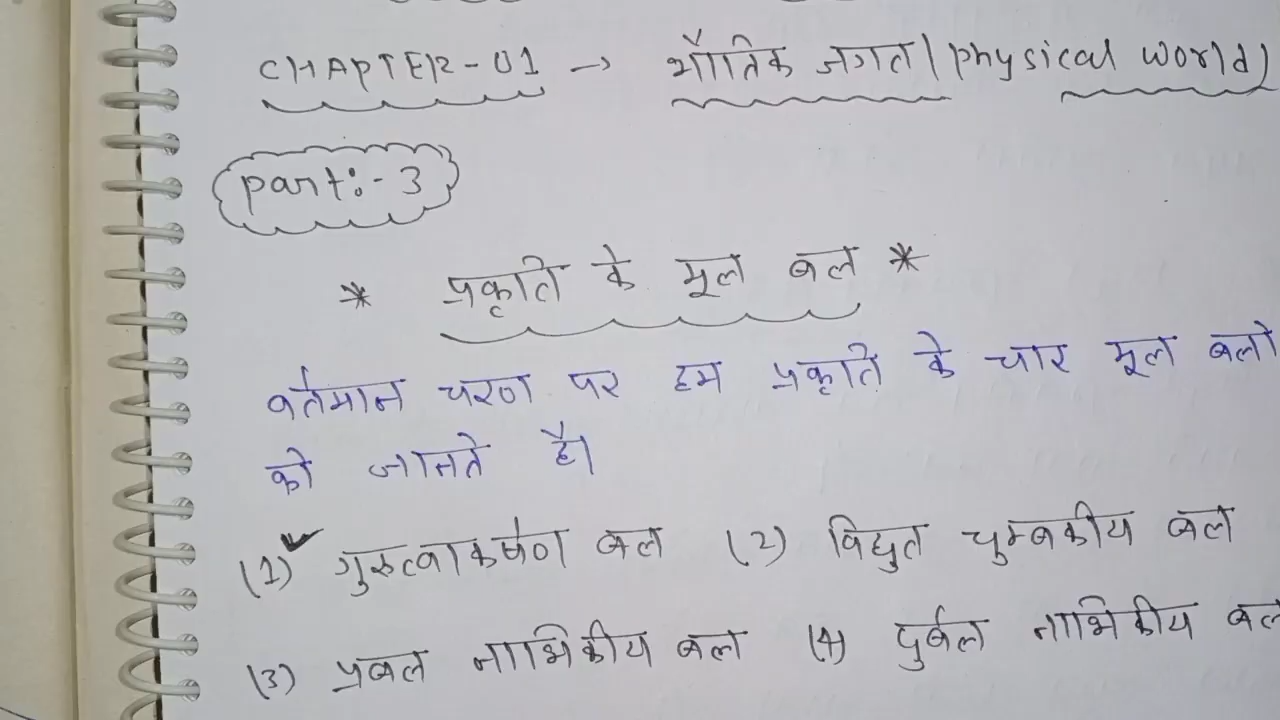 CHAPTER-01 → भौतिक जगत (Physical world)
Part:-3
* प्रकृति के मूल बल *
वर्तमान चरण पर हम प्रकृति के चार मूल बलो
को जानते है।
(1) गुरुत्वाकर्षण बल (2) विद्युत चुम्बकीय बल
(3) प्रबल नाभिकीय बल (4) दुर्बल नाभिकीय बल